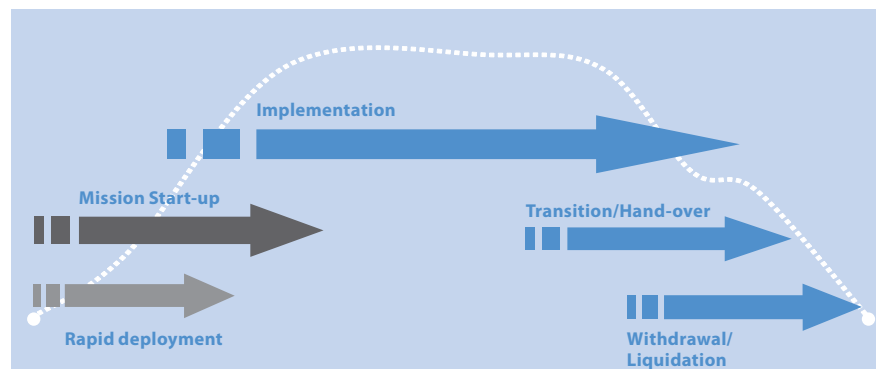 Implementation
Mission Start-up
Transition/Hand-over
Rapid deployment
Withdrawal/
Liquidation